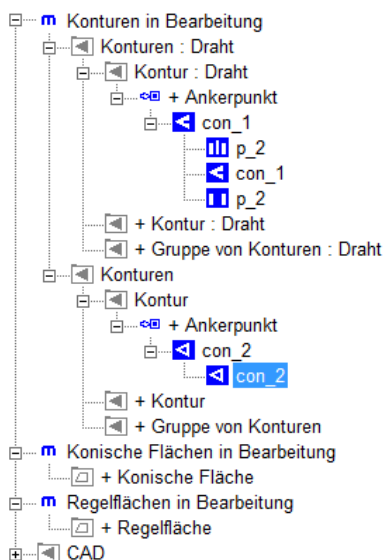 m Konturen in Bearbeitung
Konturen : Draht
Kontur : Draht
+ Ankerpunkt
con_1
p_2
con_1
p_2
+ Kontur : Draht
+ Gruppe von Konturen : Draht
Konturen
Kontur
+ Ankerpunkt
con_2
con_2
+ Kontur
+ Gruppe von Konturen
m Konische Flächen in Bearbeitung
+ Konische Fläche
m Regelflächen in Bearbeitung
+ Regelfläche
CAD